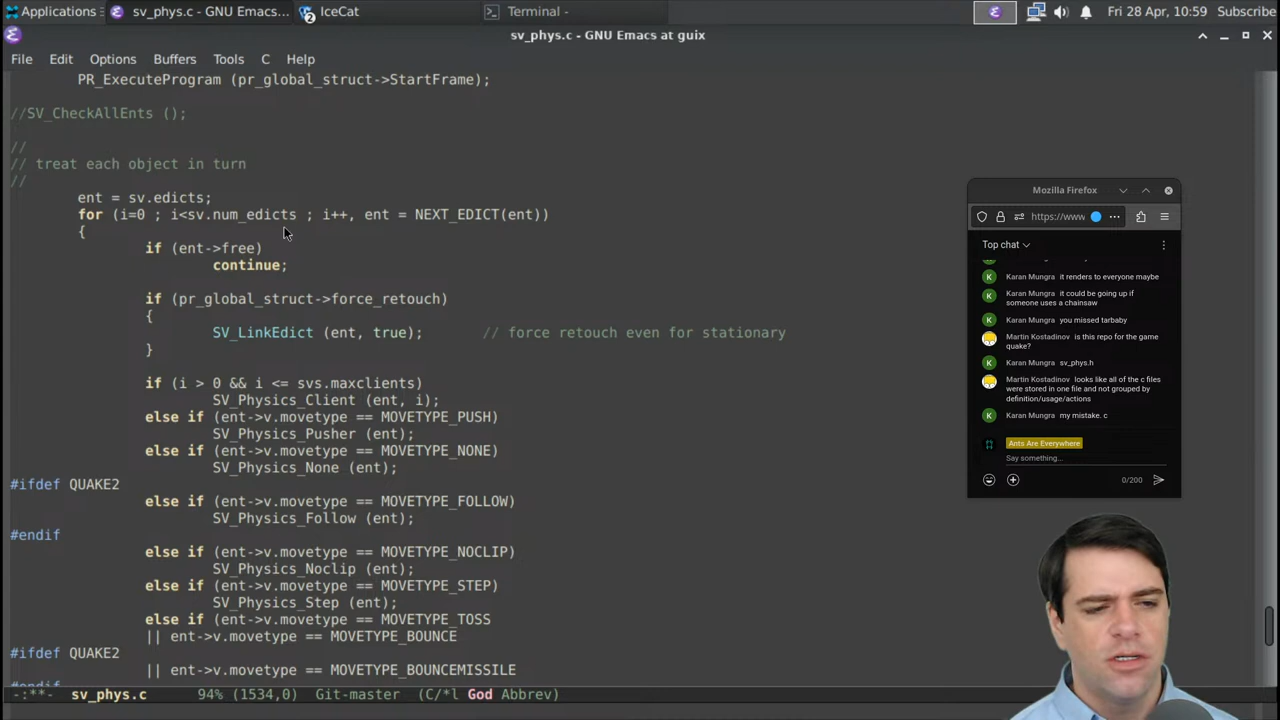 Applications
sv_phys.c - GNU Emacs...
2
IceCat
Terminal -
Fri 28 Apr, 10:59
Subscribe
sv_phys.c - GNU Emacs at guix
File Edit Options Buffers Tools C Help
PR_ExecuteProgram (pr_global_struct->StartFrame);
//SV_CheckAllEnts ();
//
// treat each object in turn
//
ent = sv.edicts;
for (i=0 ; i<sv.num_edicts ; i++, ent = NEXT_EDICT(ent))
{
if (ent->free)
continue;
if (pr_global_struct->force_retouch)
{
SV_LinkEdict (ent, true); // force retouch even for stationary
}
if (i > 0 && i <= svs.maxclients)
SV_Physics_Client (ent, i);
else if (ent->v.movetype == MOVETYPE_PUSH)
SV_Physics_Pusher (ent);
else if (ent->v.movetype == MOVETYPE_NONE)
SV_Physics_None (ent);
#ifdef QUAKE2
else if (ent->v.movetype == MOVETYPE_FOLLOW)
SV_Physics_Follow (ent);
#endif
else if (ent->v.movetype == MOVETYPE_NOCLIP)
SV_Physics_Noclip (ent);
else if (ent->v.movetype == MOVETYPE_STEP)
SV_Physics_Step (ent);
else if (ent->v.movetype == MOVETYPE_TOSS
|| ent->v.movetype == MOVETYPE_BOUNCE
#ifdef QUAKE2
|| ent->v.movetype == MOVETYPE_BOUNCEMISSILE
-:**- sv_phys.c 94% (1534,0) Git-master (C/*l God Abbrev)
Mozilla Firefox
https://www
Top chat
K Karan Mungra it renders to everyone maybe
K Karan Mungra it could be going up if
someone uses a chainsaw
K Karan Mungra you missed tarbaby
Martin Kostadinov is this repo for the game
quake?
K Karan Mungra sv_phys.h
Martin Kostadinov looks like all of the c files
were stored in one file and not grouped by
definition/usage/actions
K Karan Mungra my mistake. c
Ants Are Everywhere
Say something...
0/200